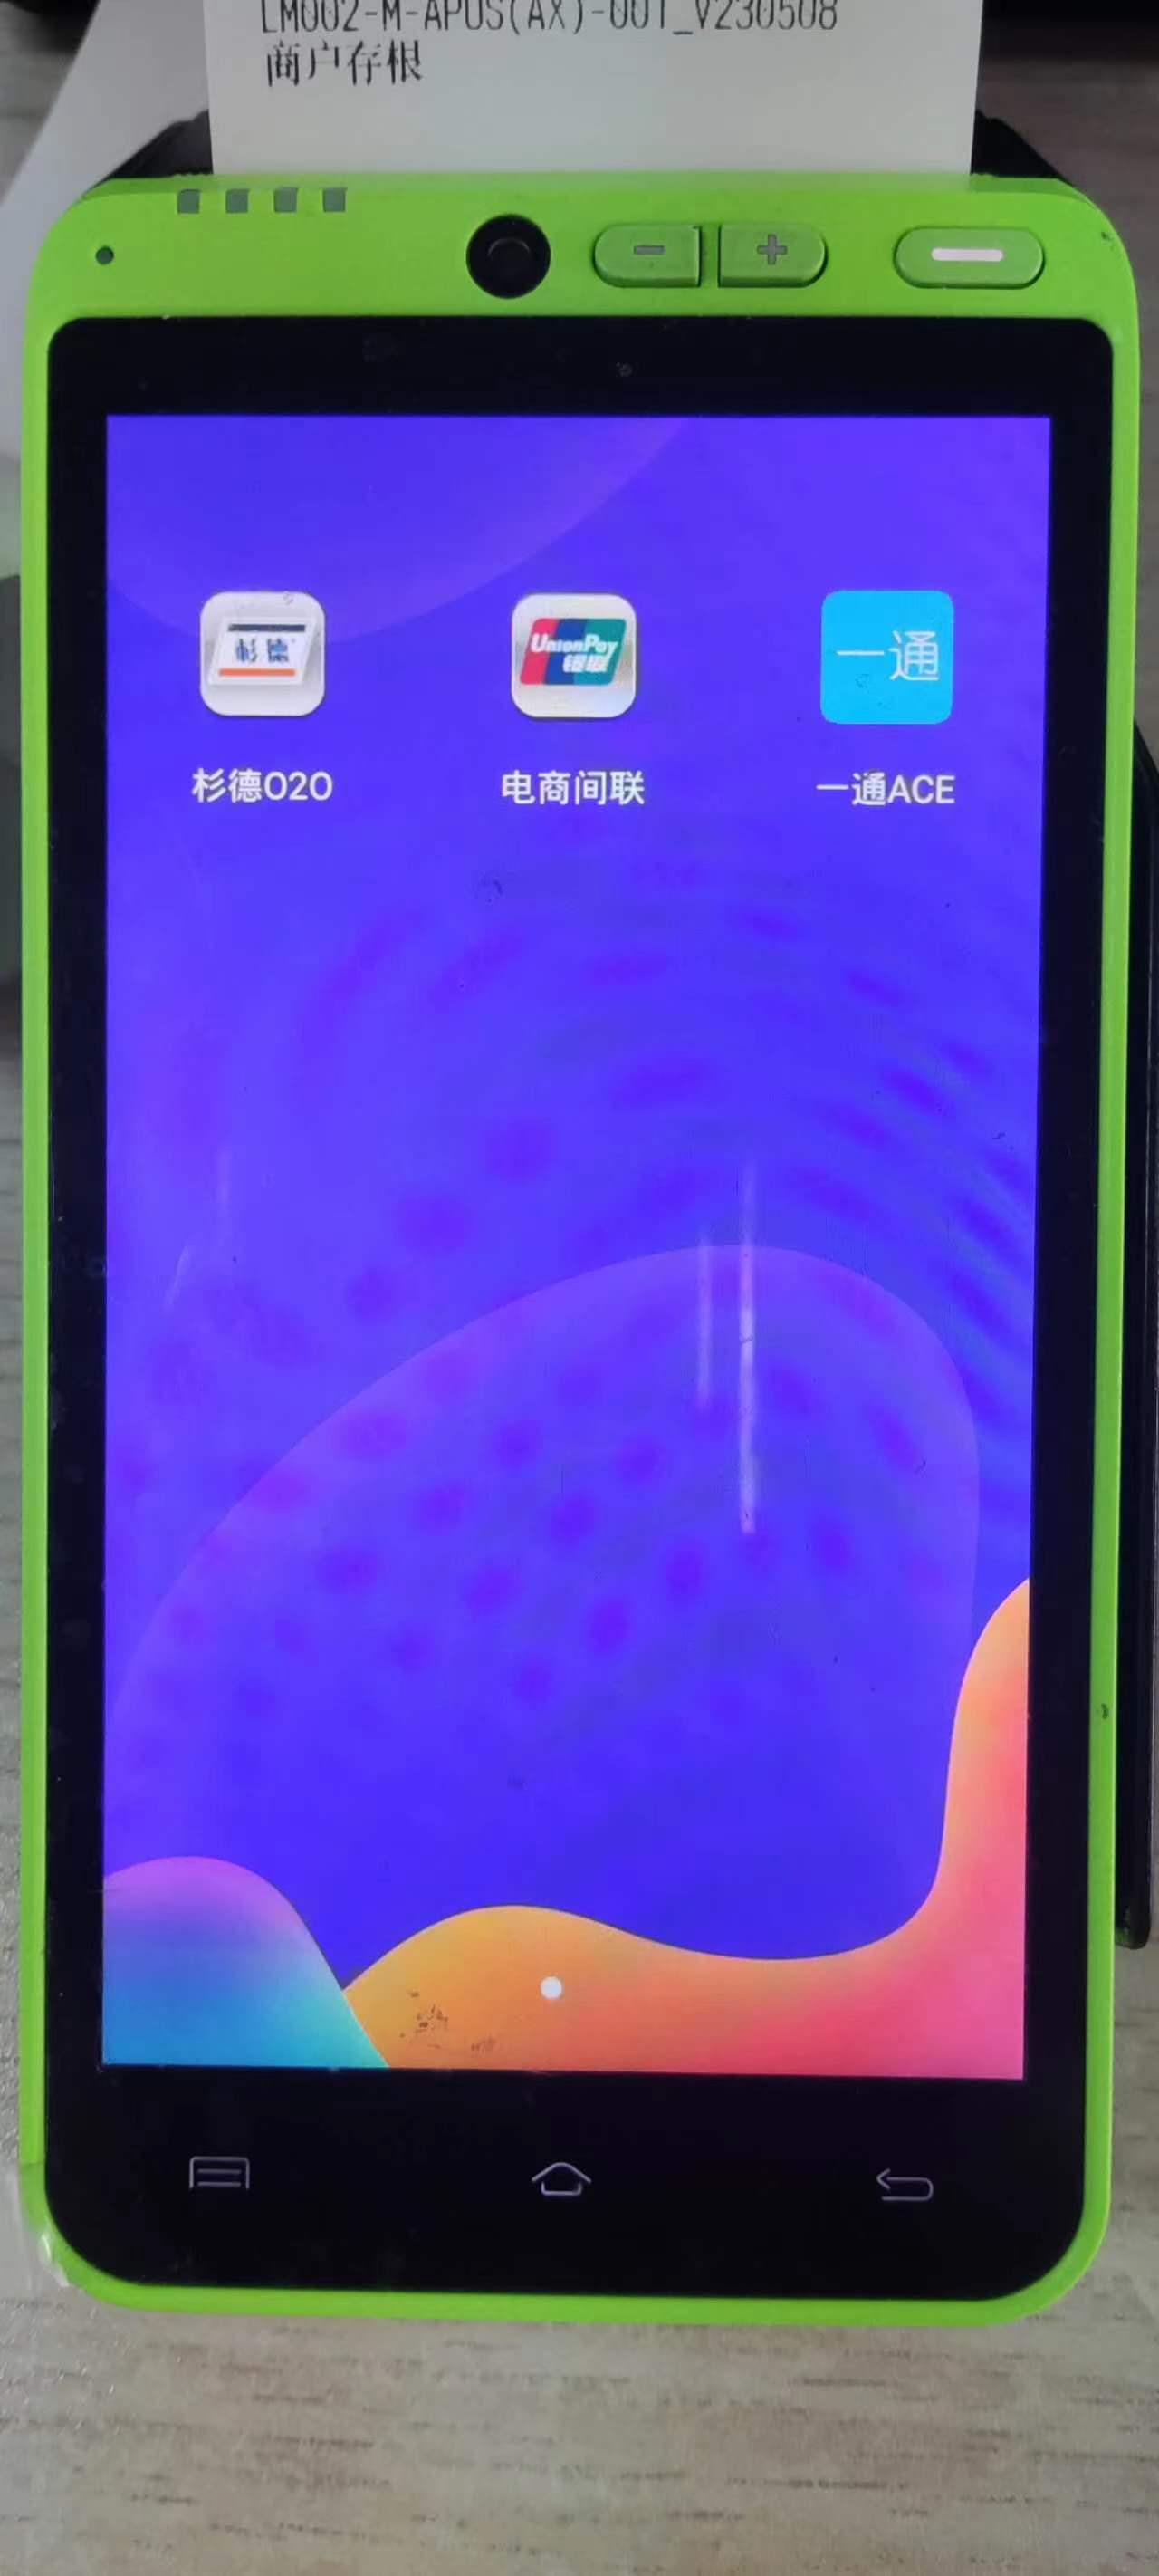 LM002-M-APOS(AX)-001_V230508
商户存根
杉德
UnionPay
银联
一通
杉德O2O
电商间联
一通ACE